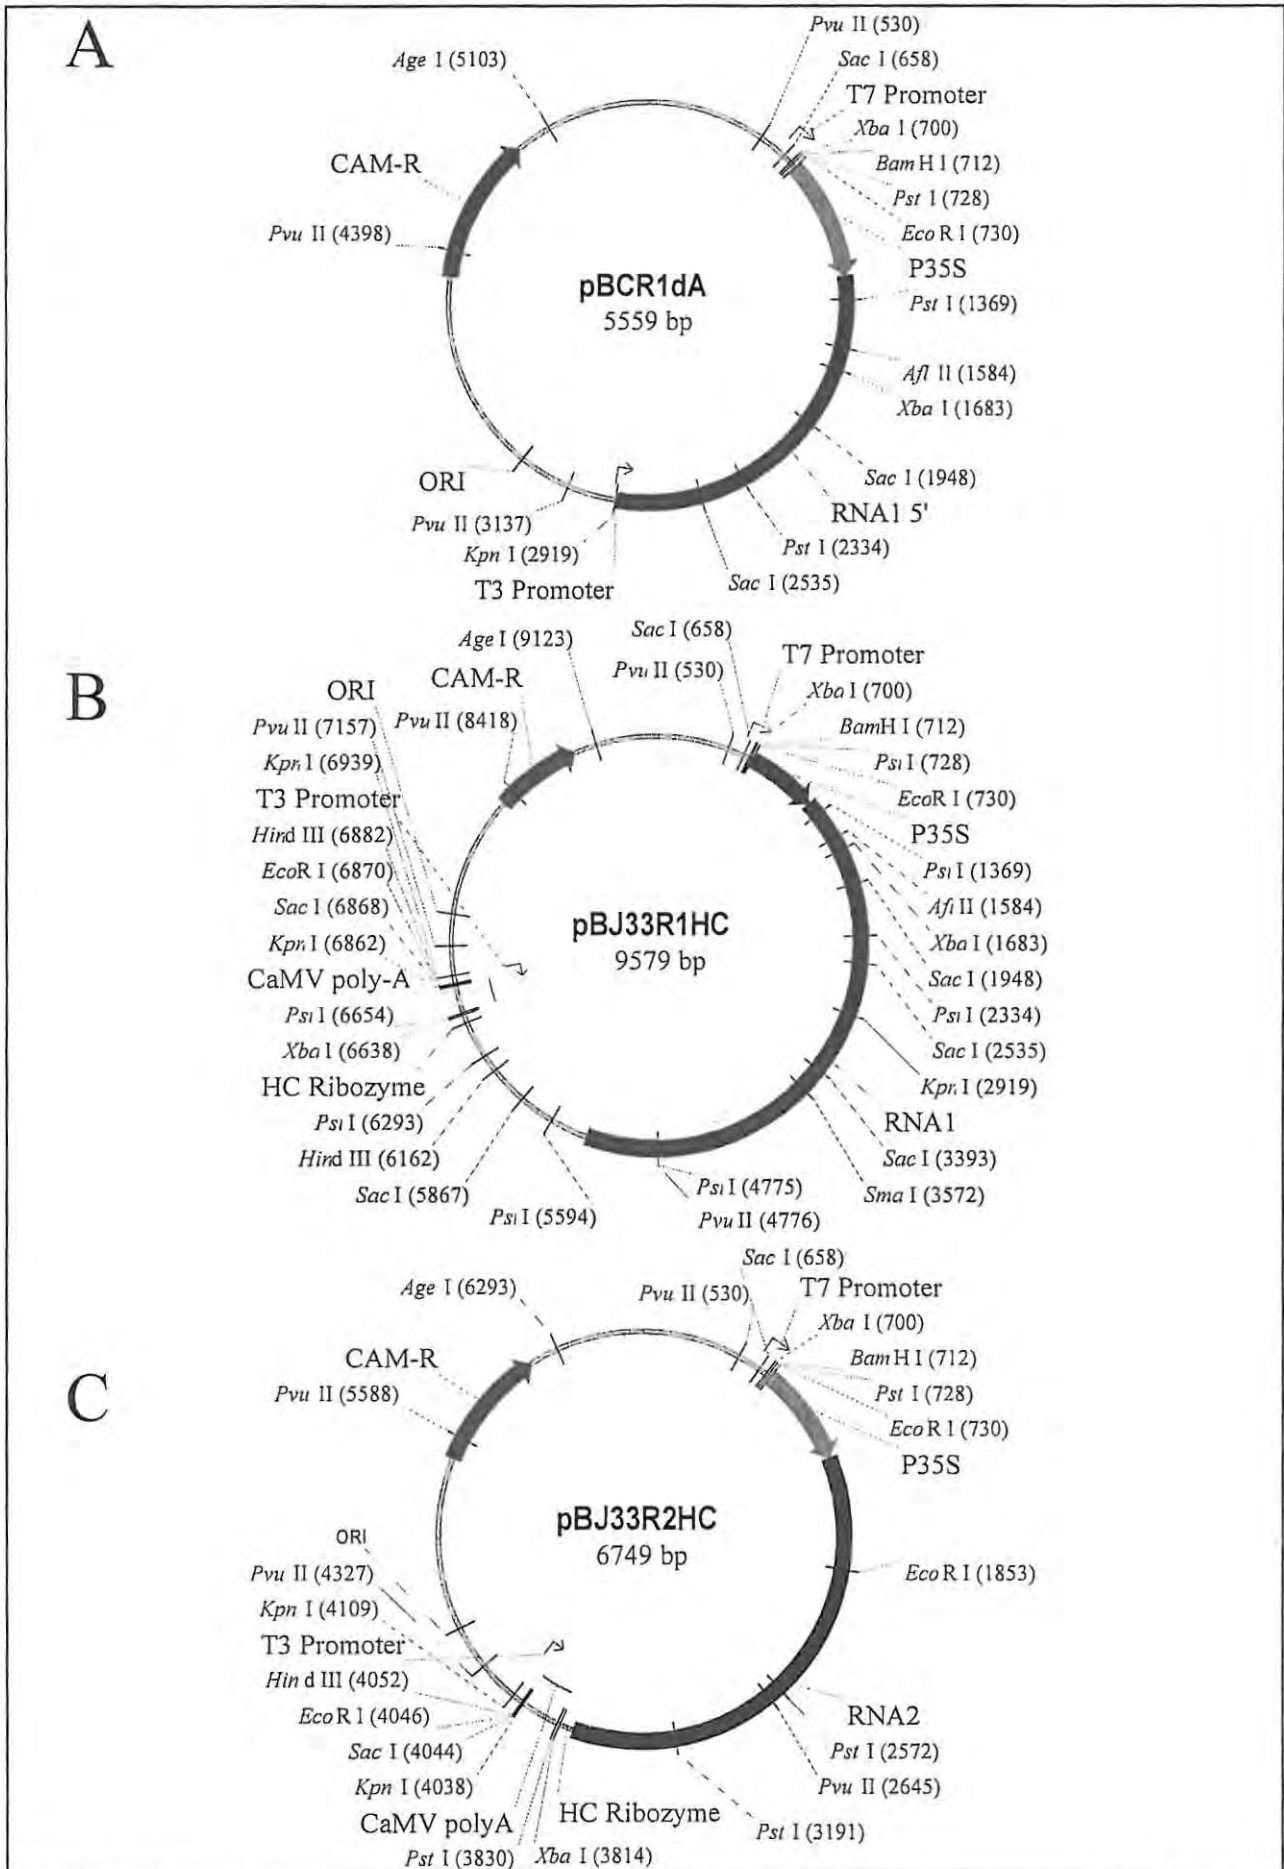 A
Pvu II (530)
Sac I (658)
Age I (5103)
T7 Promoter
Xba I (700)
CAM-R
BamH I (712)
Pst I (728)
Pvu II (4398)
EcoR I (730)
P35S
pBCR1dA
5559 bp
Pst I (1369)
Afl II (1584)
Xba I (1683)
Sac I (1948)
ORI
RNA1 5'
Pvu II (3137)
Pst I (2334)
Kpn I (2919)
Sac I (2535)
T3 Promoter
B
Age I (9123)
Sac I (658)
T7 Promoter
ORI
CAM-R
Pvu II (530)
Xba I (700)
Pvu II (7157)
Pvu II (8418)
BamH I (712)
Kpn I (6939)
Pst I (728)
T3 Promoter
EcoR I (730)
Hind III (6882)
P35S
EcoR I (6870)
Pst I (1369)
Sac I (6868)
Afl II (1584)
pBJ33R1HC
9579 bp
Kpn I (6862)
Xba I (1683)
CaMV poly-A
Sac I (1948)
Pst I (6654)
Pst I (2334)
Xba I (6638)
Sac I (2535)
HC Ribozyme
Kpn I (2919)
Pst I (6293)
RNA1
Hind III (6162)
Sac I (3393)
Sac I (5867)
Pst I (4775)
Sma I (3572)
Pst I (5594)
Pvu II (4776)
C
Sac I (658)
Age I (6293)
Pvu II (530)
T7 Promoter
Xba I (700)
CAM-R
BamH I (712)
Pvu II (5588)
Pst I (728)
EcoR I (730)
P35S
pBJ33R2HC
6749 bp
ORI
Pvu II (4327)
EcoR I (1853)
Kpn I (4109)
T3 Promoter
Hind III (4052)
EcoR I (4046)
RNA2
Sac I (4044)
Pst I (2572)
Kpn I (4038)
Pvu II (2645)
CaMV polyA
HC Ribozyme
Pst I (3191)
Pst I (3830)
Xba I (3814)